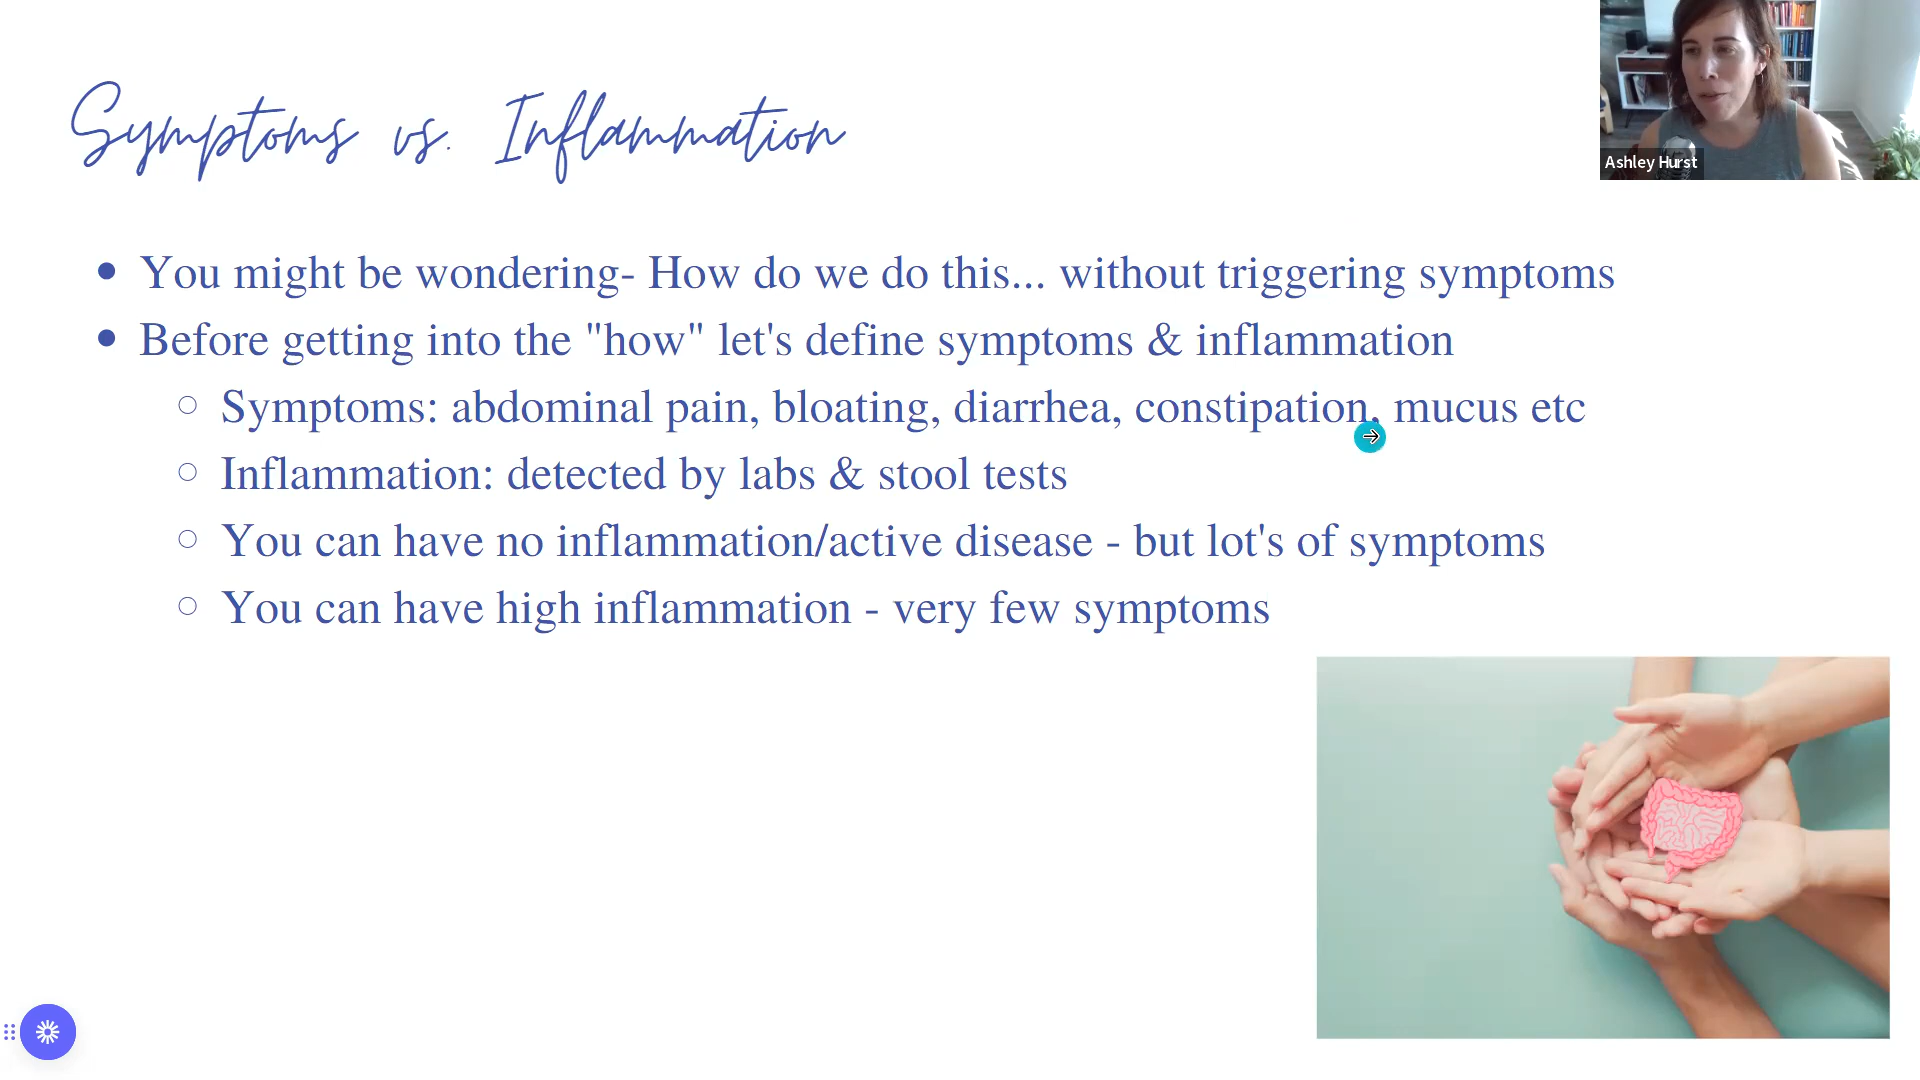 Symptoms vs. Inflammation
Ashley Hurst
You might be wondering- How do we do this... without triggering symptoms
Before getting into the "how" let's define symptoms & inflammation
Symptoms: abdominal pain, bloating, diarrhea, constipation, mucus etc
Inflammation: detected by labs & stool tests
You can have no inflammation/active disease - but lot's of symptoms
You can have high inflammation - very few symptoms